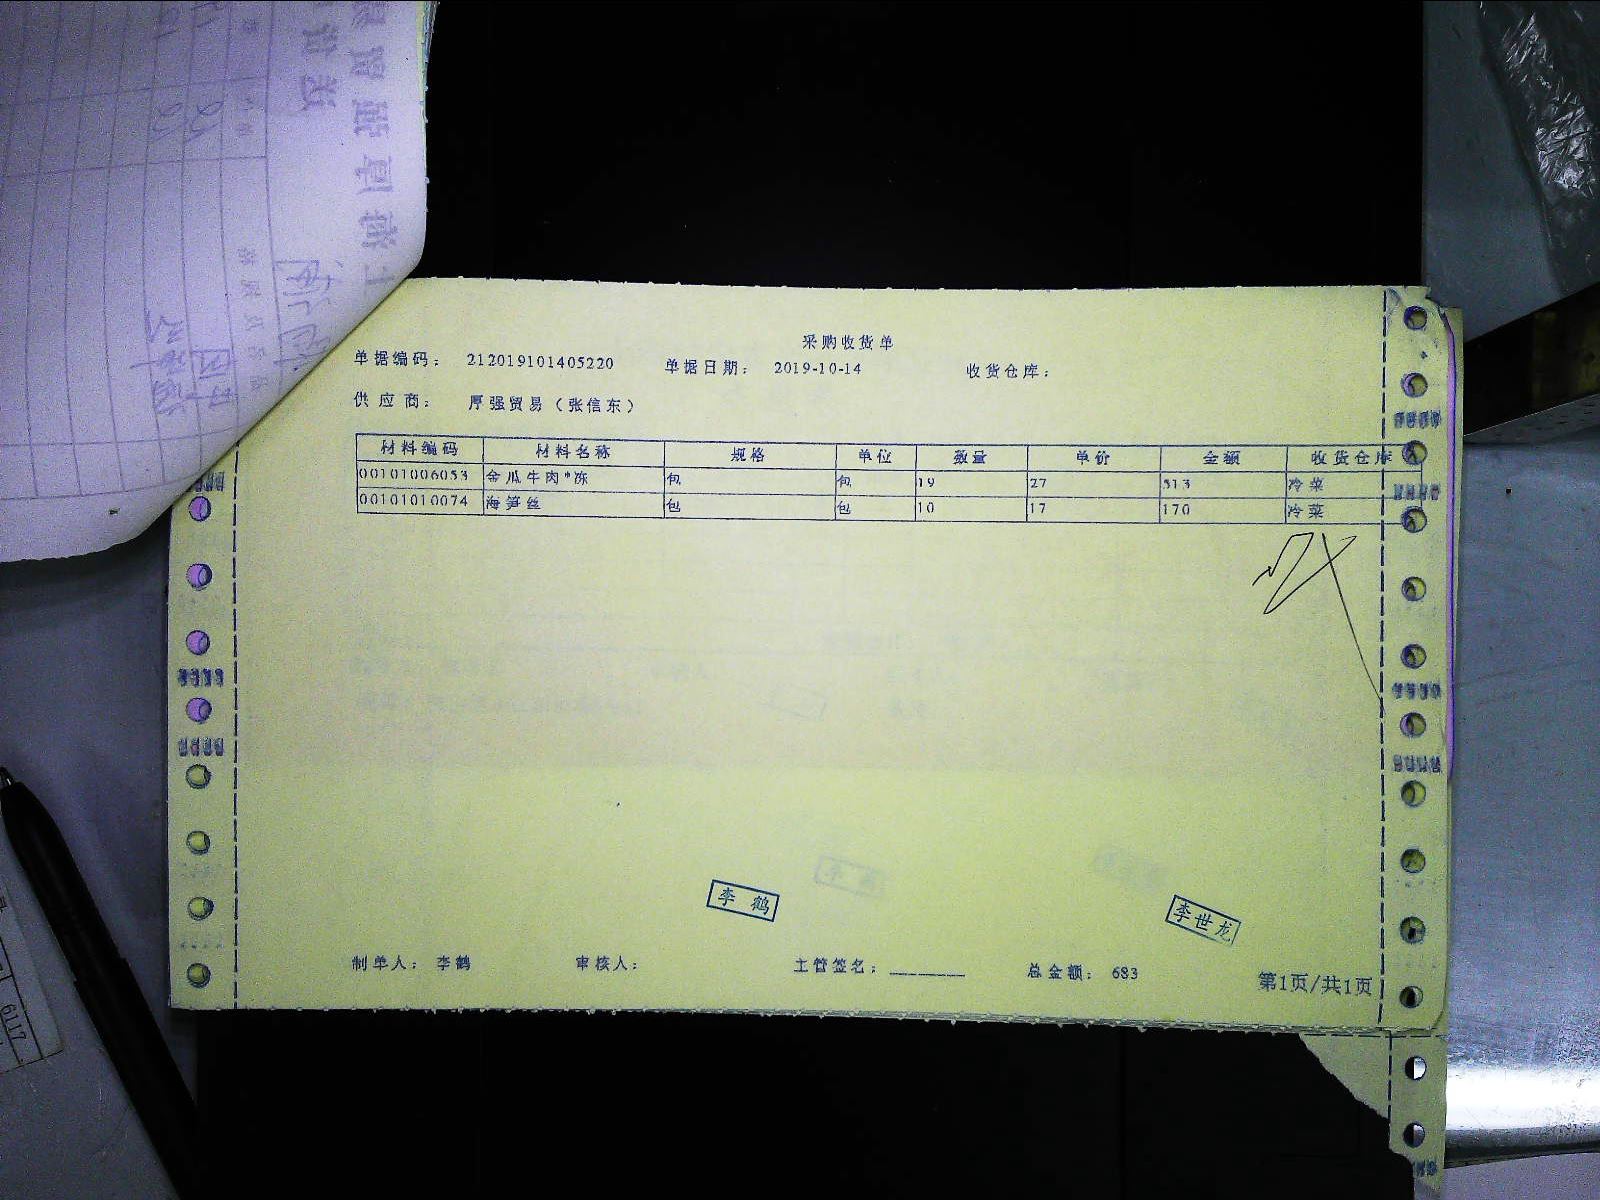 采购收货单
单据编码： 212019101405220 单据日期： 2019-10-14 收货仓库：
供应商： 厚强贸易（张信东）
材料编码 材料名称 规格 单位 数量 单价 金额 收货仓库
00101006053 金瓜牛肉*冻 包 包 19 27 513 冷菜
00101010074 海笋丝 包 包 10 17 170 冷菜
李鹤
李世龙
制单人： 李鹤 审核人： 主管签名：________ 总金额： 683
第1页/共1页
6117